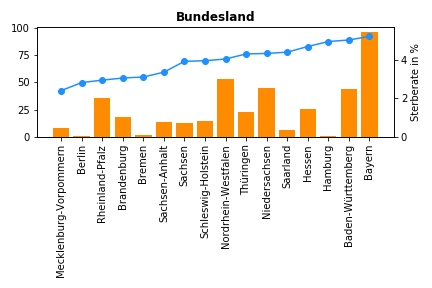 Bundesland
100
75
50
25
0
4
2
0
Sterberate in %
Mecklenburg-Vorpommern
Berlin
Rheinland-Pfalz
Brandenburg
Bremen
Sachsen-Anhalt
Sachsen
Schleswig-Holstein
Nordrhein-Westfalen
Thüringen
Niedersachsen
Saarland
Hessen
Hamburg
Baden-Württemberg
Bayern